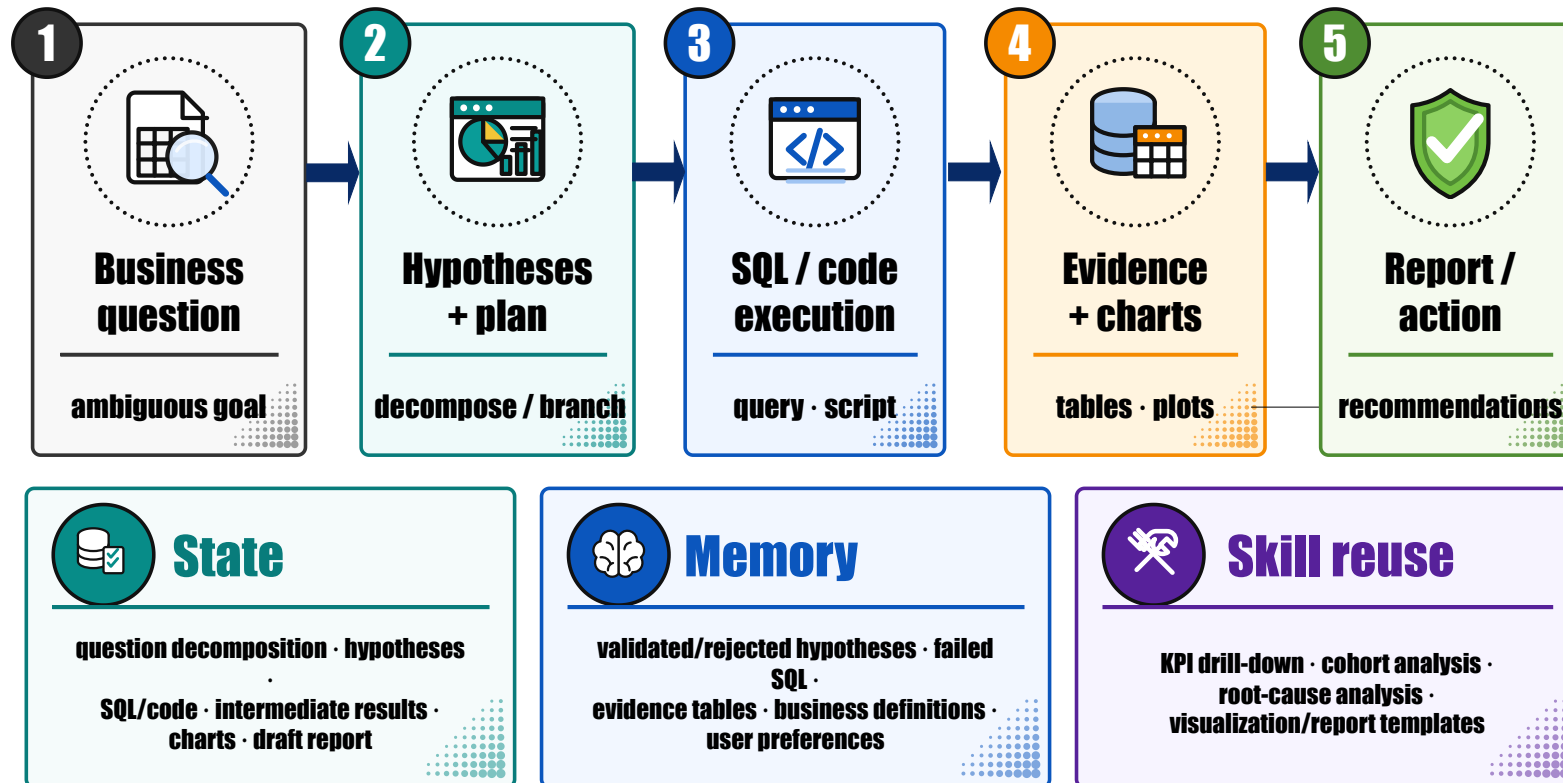 1
Business
question
ambiguous goal
2
Hypotheses
+ plan
decompose / branch
3
</>
SQL / code
execution
query · script
4
Evidence
+ charts
tables · plots
5
Report /
action
recommendations
State
question decomposition · hypotheses
·
SQL/code · intermediate results ·
charts · draft report
Memory
validated/rejected hypotheses · failed
SQL ·
evidence tables · business definitions ·
user preferences
Skill reuse
KPI drill-down · cohort analysis ·
root-cause analysis ·
visualization/report templates